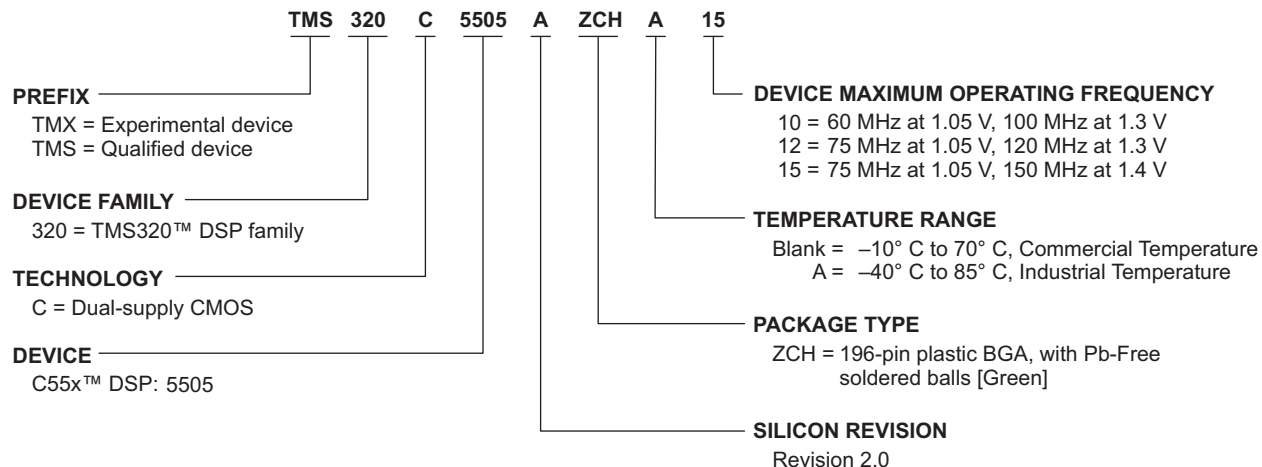 TMS 320 C 5505 A ZCH A 15
PREFIX
TMX = Experimental device
TMS = Qualified device
DEVICE FAMILY
320 = TMS320™ DSP family
TECHNOLOGY
C = Dual-supply CMOS
DEVICE
C55x™ DSP: 5505
DEVICE MAXIMUM OPERATING FREQUENCY
10 = 60 MHz at 1.05 V, 100 MHz at 1.3 V
12 = 75 MHz at 1.05 V, 120 MHz at 1.3 V
15 = 75 MHz at 1.05 V, 150 MHz at 1.4 V
TEMPERATURE RANGE
Blank = –10° C to 70° C, Commercial Temperature
A = –40° C to 85° C, Industrial Temperature
PACKAGE TYPE
ZCH = 196-pin plastic BGA, with Pb-Free
soldered balls [Green]
SILICON REVISION
Revision 2.0